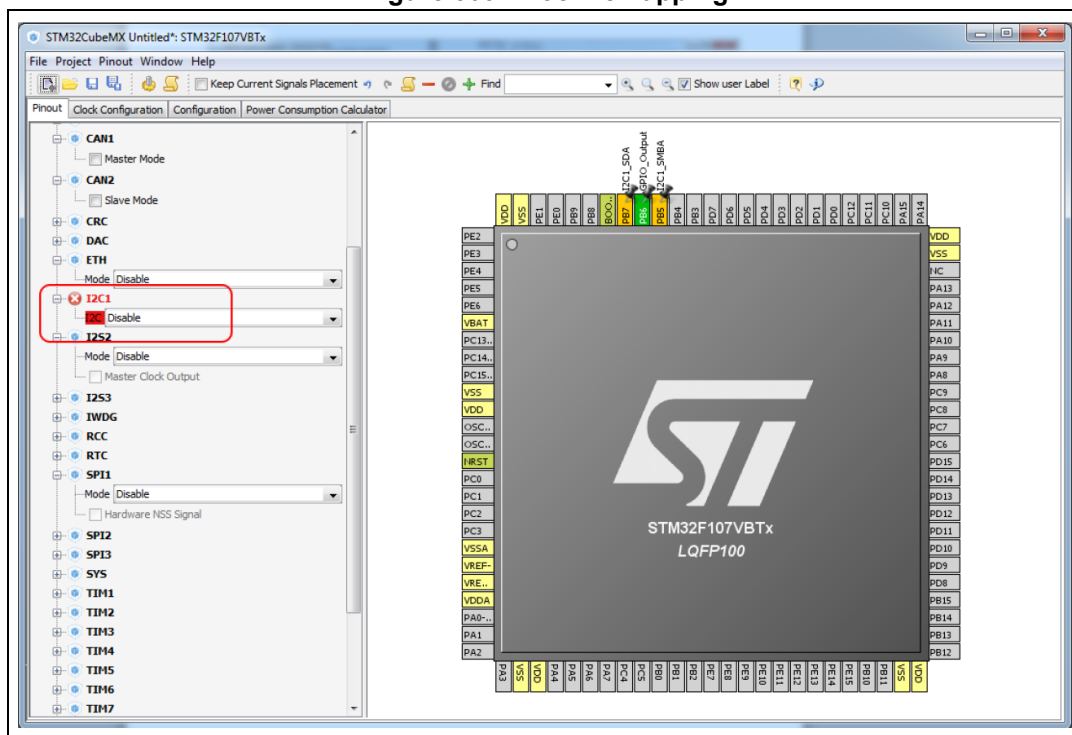 STM32CubeMX Untitled*: STM32F107VBTx
File Project Pinout Window Help
Keep Current Signals Placement
Find
Show user Label
Pinout
Clock Configuration
Configuration
Power Consumption Calculator
CAN1
Master Mode
CAN2
Slave Mode
CRC
DAC
ETH
Mode Disable
I2C1
I2C Disable
I2S2
Mode Disable
Master Clock Output
I2S3
IWDG
RCC
RTC
SPI1
Mode Disable
Hardware NSS Signal
SPI2
SPI3
SYS
TIM1
TIM2
TIM3
TIM4
TIM5
TIM6
TIM7
I2C1_SDA
GPIO_Output
I2C1_SMBA
VDD
VSS
PE1
PE0
PB9
PB8
BOO..
PB7
PB6
PB5
PB4
PB3
PD7
PD6
PD5
PD4
PD3
PD2
PD1
PD0
PC12
PC11
PC10
PA15
PA14
PE2
PE3
PE4
PE5
PE6
VBAT
PC13..
PC14..
PC15..
VSS
VDD
OSC..
OSC..
NRST
PC0
PC1
PC2
PC3
VSSA
VREF-
VRE..
VDDA
PA0-..
PA1
PA2
VDD
VSS
NC
PA13
PA12
PA11
PA10
PA9
PA8
PC9
PC8
PC7
PC6
PD15
PD14
PD13
PD12
PD11
PD10
PD9
PD8
PB15
PB14
PB13
PB12
STM32F107VBTx
LQFP100
PA3
VSS
VDD
PA4
PA5
PA6
PA7
PC4
PC5
PB0
PB1
PB2
PE7
PE8
PE9
PE10
PE11
PE12
PE13
PE14
PE15
PB10
PB11
VSS
VDD